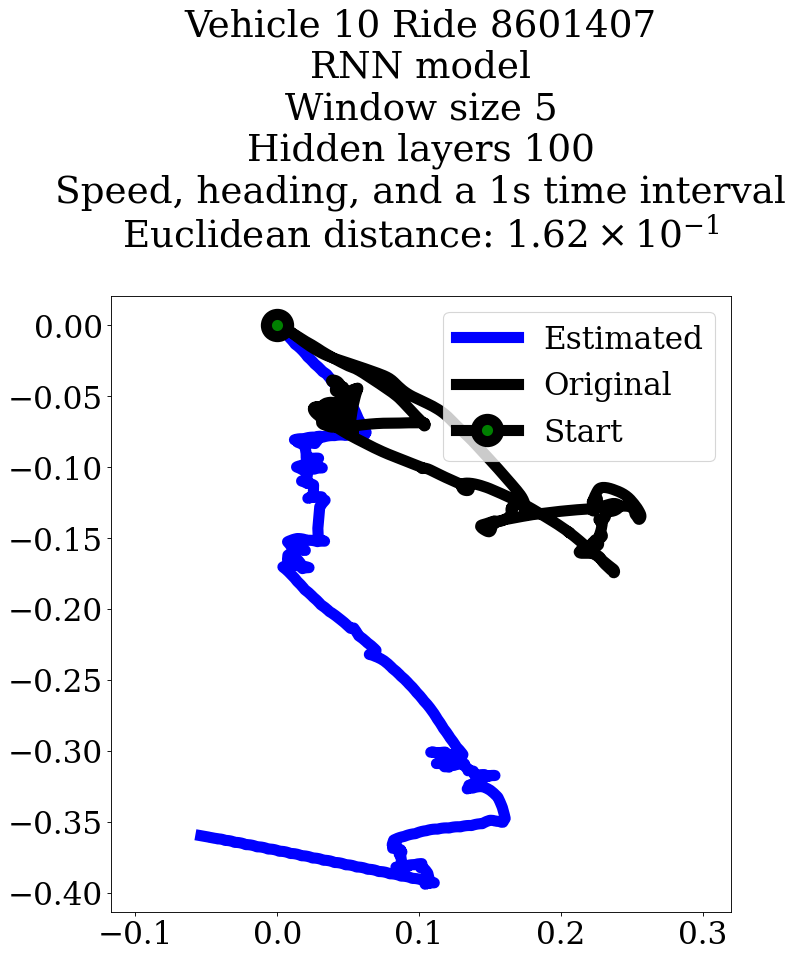 Vehicle 10 Ride 8601407
RNN model
Window size 5
Hidden layers 100
Speed, heading, and a 1s time interval
Euclidean distance: 1.62 × 10⁻¹
Estimated
Original
Start
0.00
−0.05
−0.10
−0.15
−0.20
−0.25
−0.30
−0.35
−0.40
−0.1 0.0 0.1 0.2 0.3